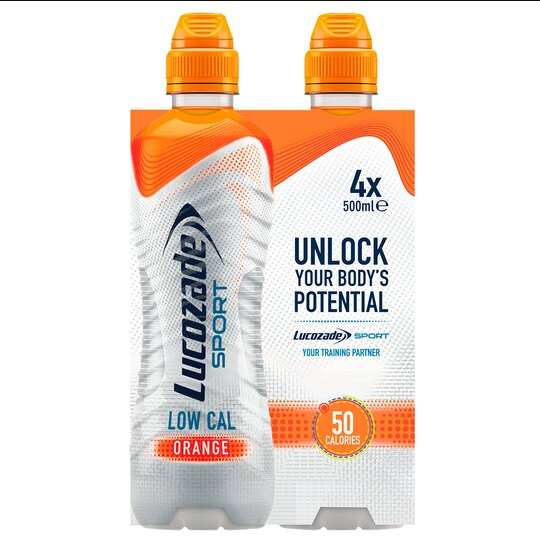 Lucozade
SPORT
LOW CAL
ORANGE
4x
500ml℮
UNLOCK
YOUR BODY'S
POTENTIAL
Lucozade SPORT
YOUR TRAINING PARTNER
50
CALORIES